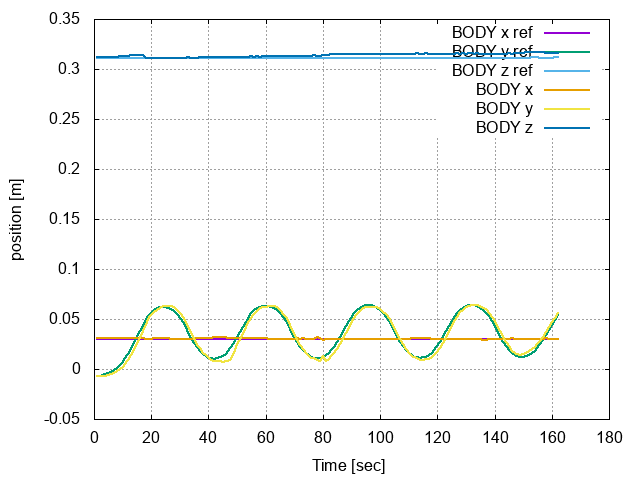 0.35
0.3
0.25
0.2
0.15
0.1
0.05
0
-0.05
position [m]
BODY x ref
BODY y ref
BODY z ref
BODY x
BODY y
BODY z
0 20 40 60 80 100 120 140 160 180
Time [sec]